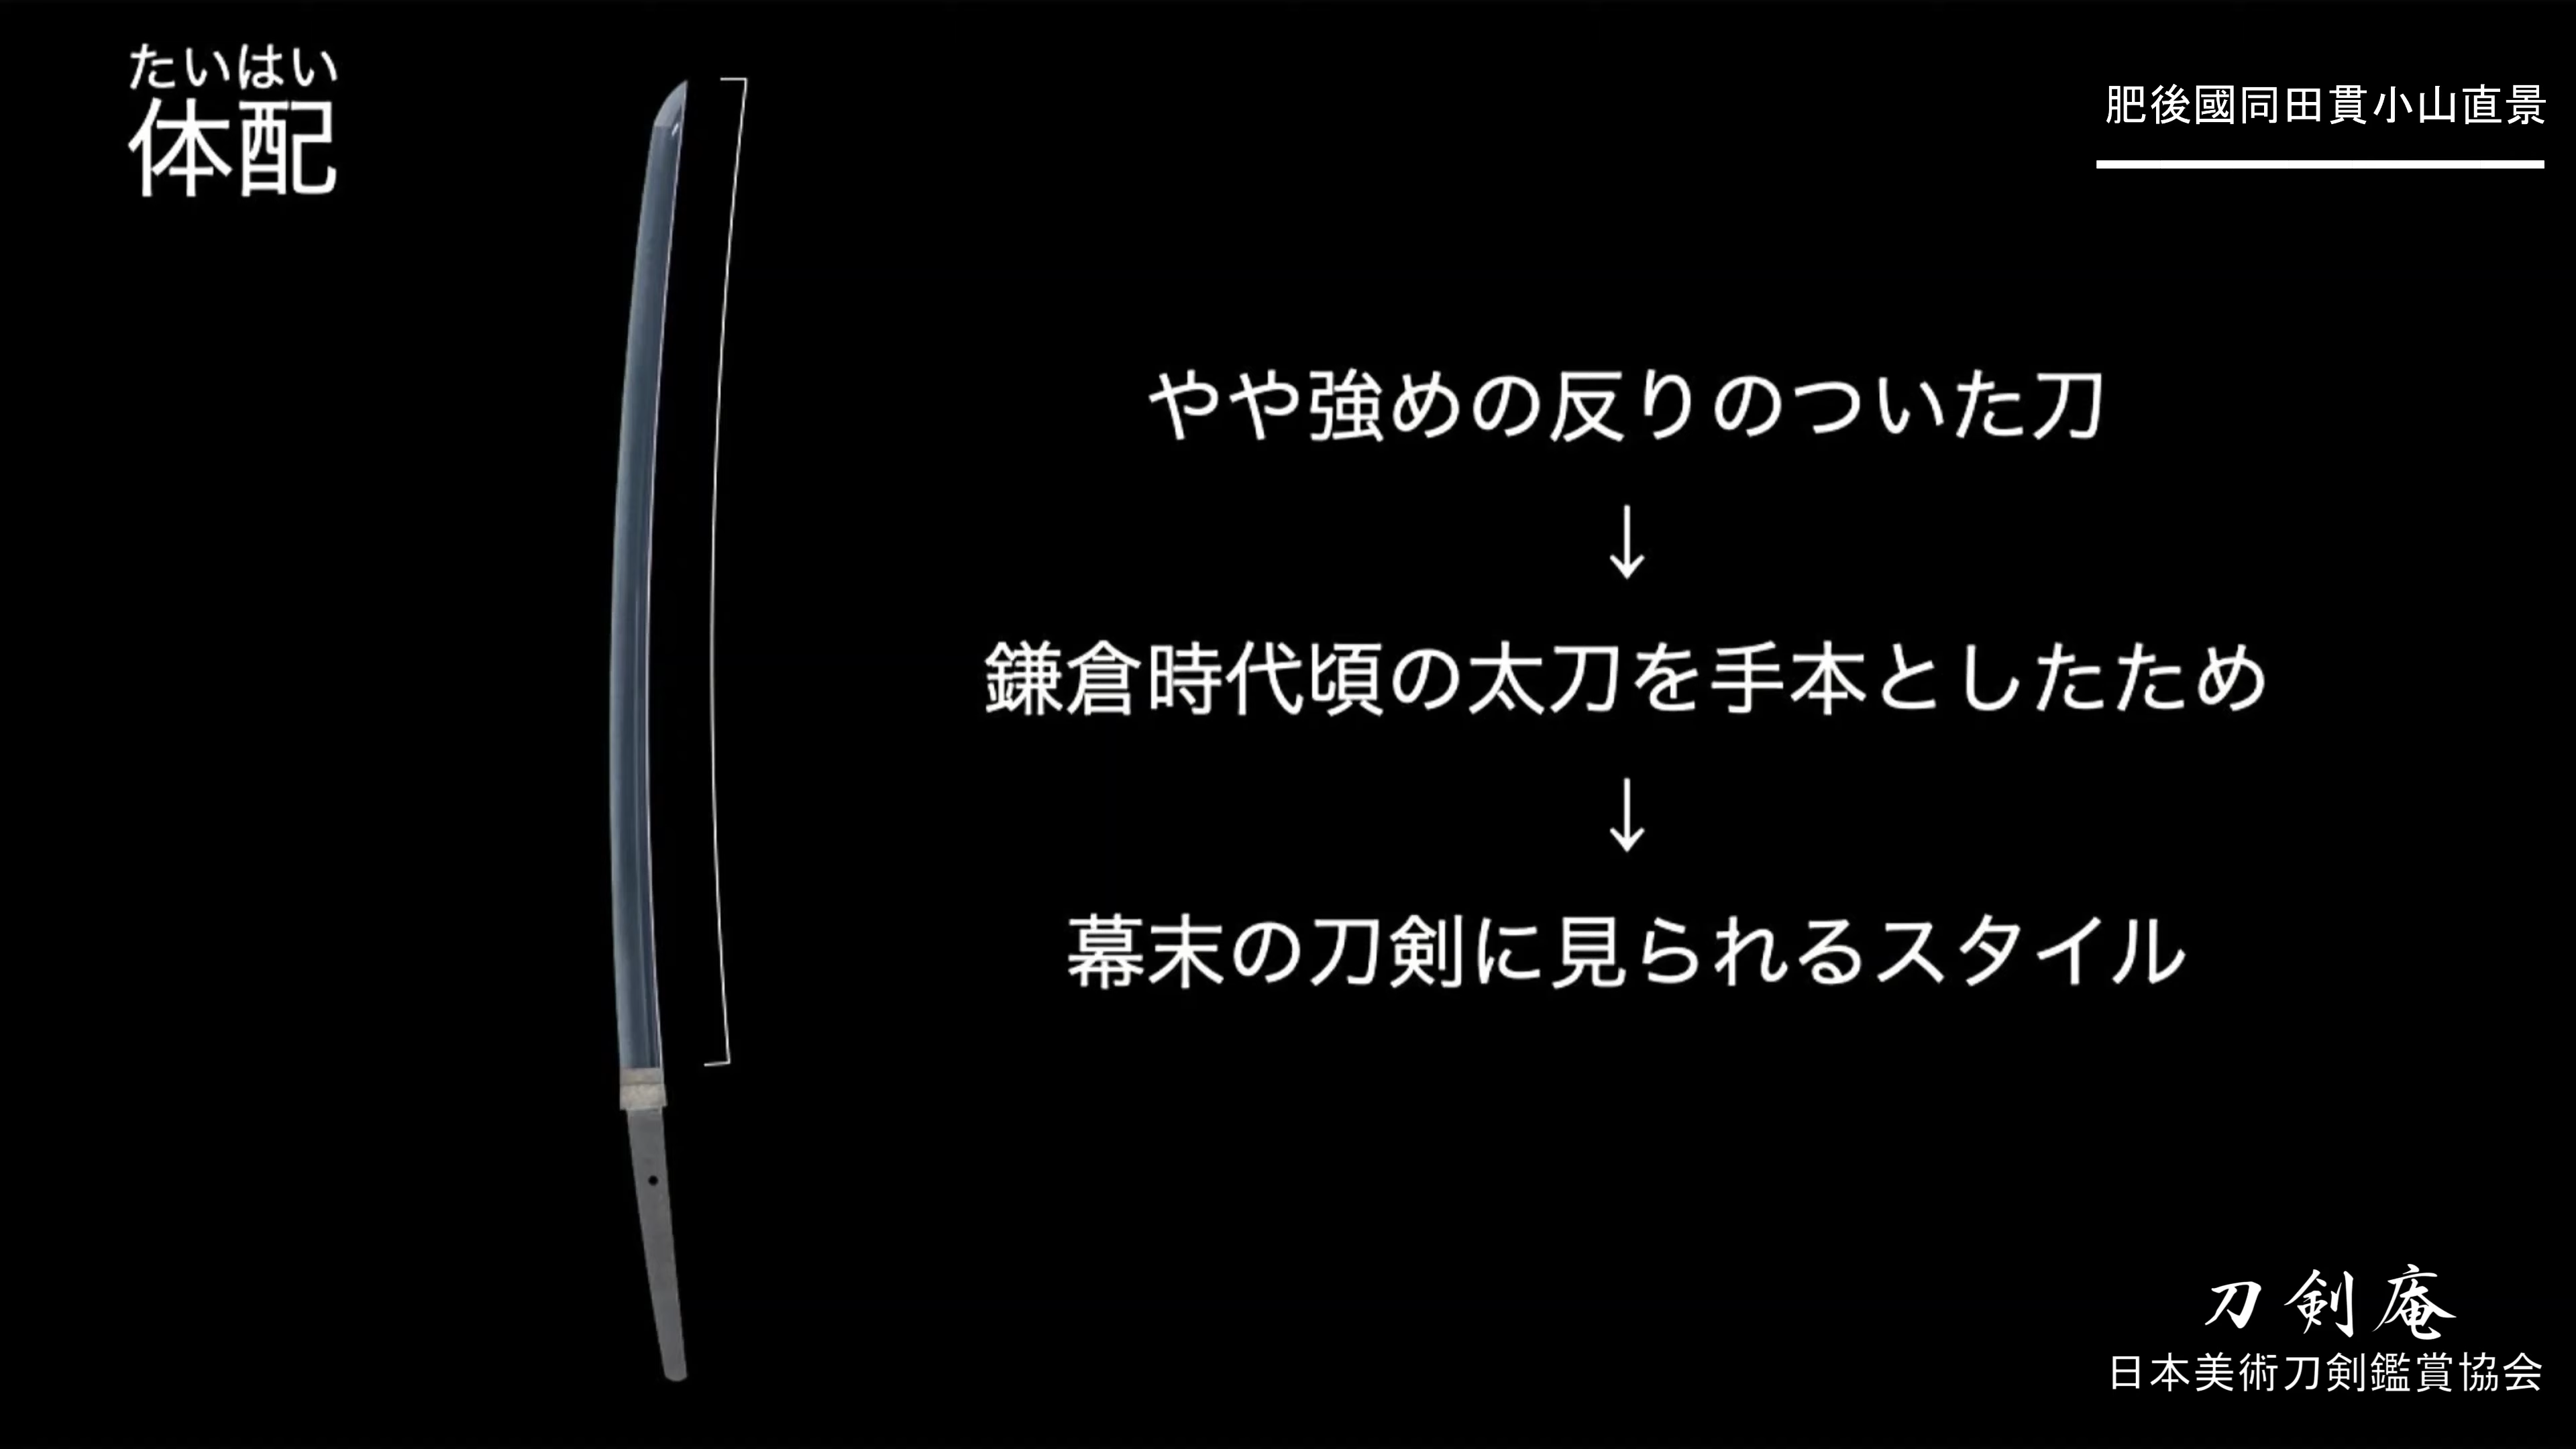 たいはい
体配
肥後國同田貫小山直景
やや強めの反りのついた刀
↓
鎌倉時代頃の太刀を手本としたため
↓
幕末の刀剣に見られるスタイル
刀剣庵
日本美術刀剣鑑賞協会